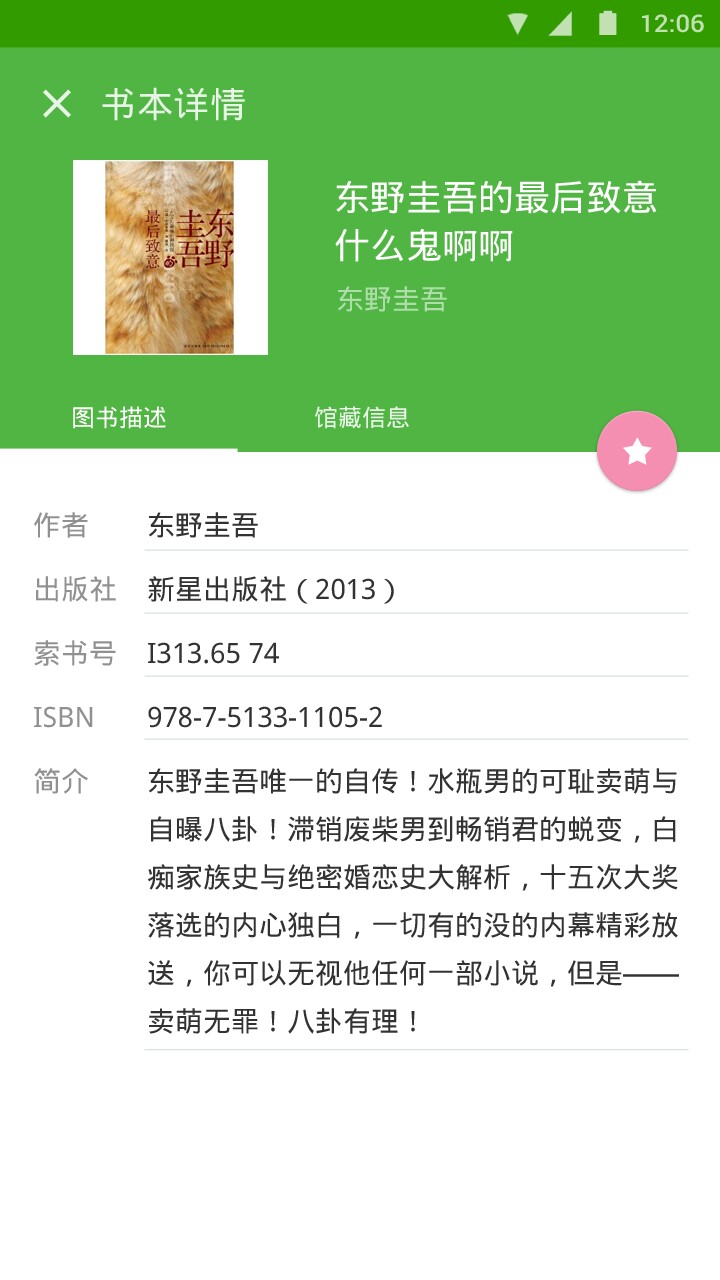 12:06
书本详情
东野圭吾
最后致意
东野圭吾的最后致意
什么鬼啊啊
东野圭吾
图书描述
馆藏信息
作者 东野圭吾
出版社 新星出版社（2013）
索书号 I313.65 74
ISBN 978-7-5133-1105-2
简介 东野圭吾唯一的自传！水瓶男的可耻卖萌与
自曝八卦！滞销废柴男到畅销君的蜕变，白
痴家族史与绝密婚恋史大解析，十五次大奖
落选的内心独白，一切有的没的内幕精彩放
送，你可以无视他任何一部小说，但是——
卖萌无罪！八卦有理！